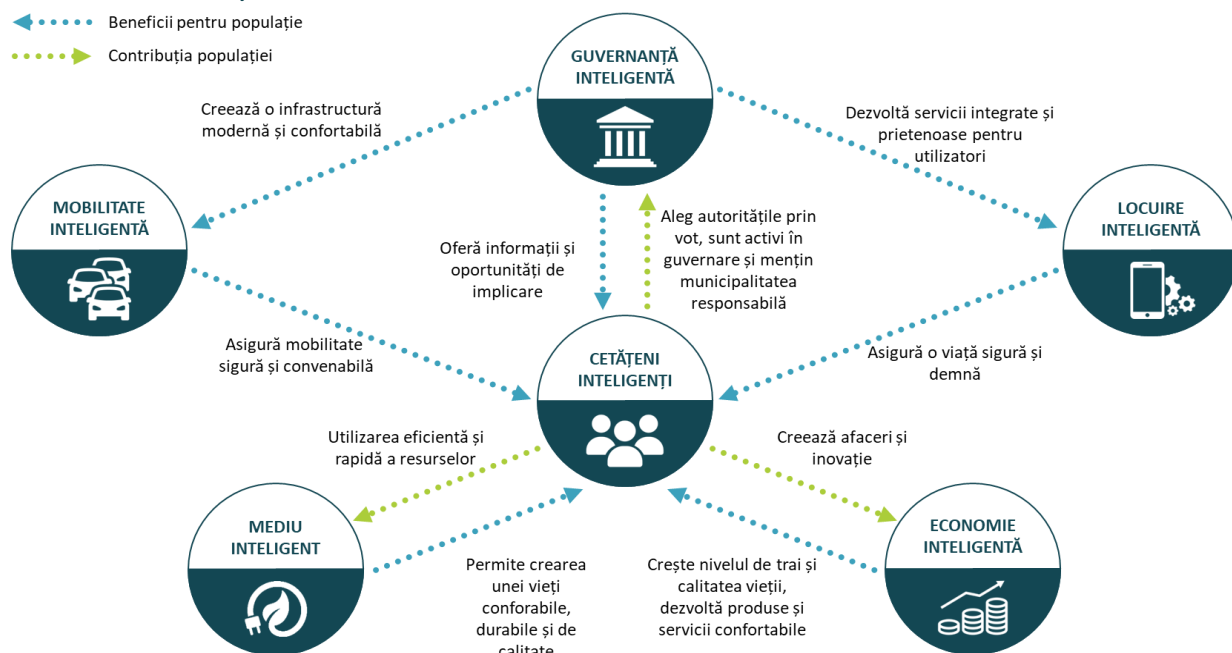 Beneficii pentru populație
Contribuția populației
GUVERNANȚĂ
INTELIGENTĂ
Creează o infrastructură
modernă și confortabilă
Dezvoltă servicii integrate și
prietenoase pentru
utilizatori
MOBILITATE
INTELIGENTĂ
LOCUIRE
INTELIGENTĂ
Oferă informații și
oportunități de
implicare
Aleg autoritățile prin
vot, sunt activi în
guvernare și mențin
municipalitatea
responsabilă
Asigură mobilitate
sigură și convenabilă
Asigură o viață sigură și
demnă
CETĂȚENI
INTELIGENȚI
Utilizarea eficientă și
rapidă a resurselor
Creează afaceri și
inovație
MEDIU
INTELIGENT
ECONOMIE
INTELIGENTĂ
Permite crearea
unei vieți
conforabile,
durabile și de
calitate
Crește nivelul de trai și
calitatea vieții,
dezvoltă produse și
servicii confortabile